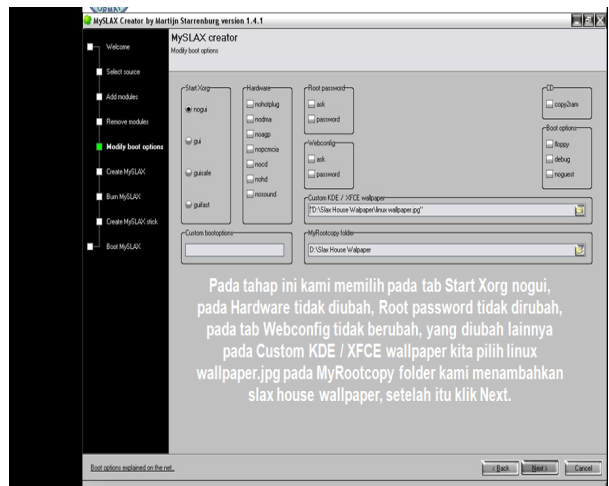 MySLAX Creator by Martijn Starrenburg version 1.4.1
MySLAX creator
Modify boot options
Welcome
Select source
Add modules
Remove modules
Modify boot options
Create MySLAX
Burn MySLAX
Create MySLAX stick
Boot MySLAX
Start Xorg
nogui
gui
guisafe
guifast
Hardware
nohotplug
nodma
noagp
nopcmcia
nocd
nohd
nosound
Root password
ask
password
Webconfig
ask
password
CD
copy2ram
Boot options
floppy
debug
noguest
Custom KDE / XFCE wallpaper
"D:\Slax House Walpaper\linux wallpaper.jpg"
Custom bootoptions
MyRootcopy folder
D:\Slax House Walpaper
Pada tahap ini kami memilih pada tab Start Xorg nogui,
pada Hardware tidak diubah, Root password tidak dirubah,
pada tab Webconfig tidak berubah, yang diubah lainnya
pada Custom KDE / XFCE wallpaper kita pilih linux
wallpaper.jpg pada MyRootcopy folder kami menambahkan
slax house wallpaper, setelah itu klik Next.
Boot options explained on the net..
< Back
Next >
Cancel